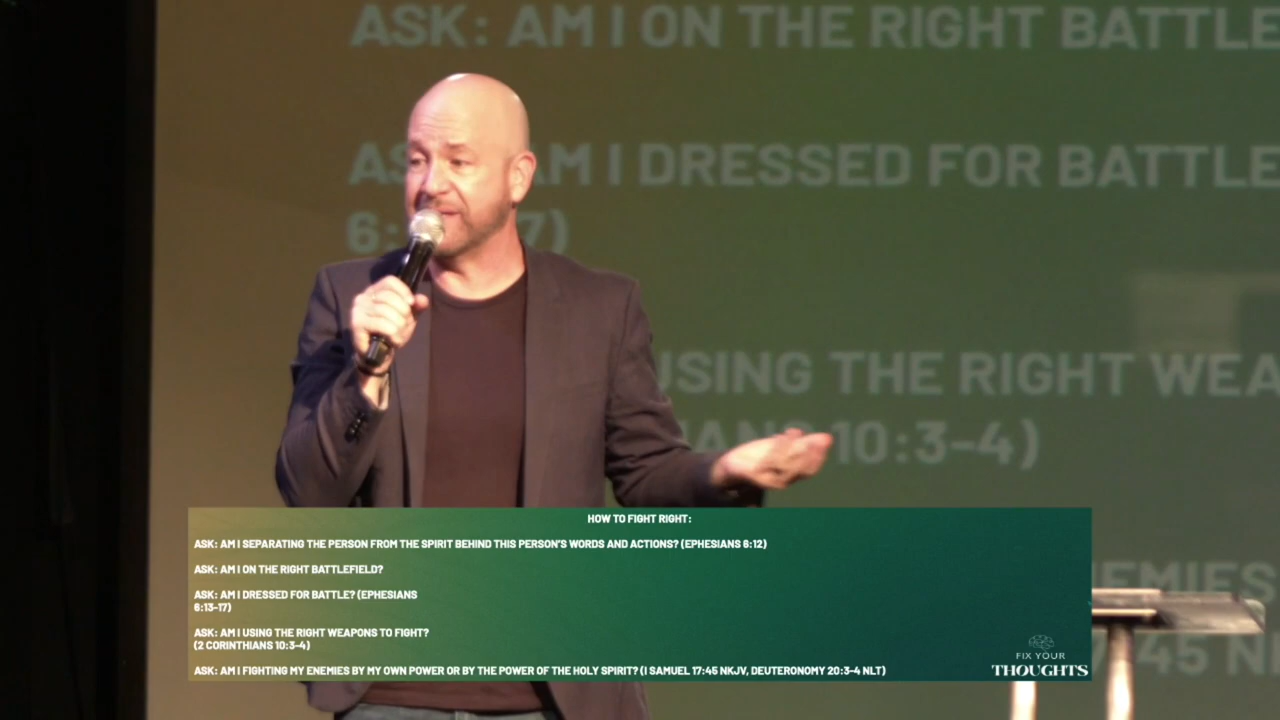 ASK: AM I ON THE RIGHT BATTLE
AM I DRESSED FOR BATTLE
7)
USING THE RIGHT WEA
10:3-4)
HOW TO FIGHT RIGHT:
ASK: AM I SEPARATING THE PERSON FROM THE SPIRIT BEHIND THIS PERSON'S WORDS AND ACTIONS? (EPHESIANS 6:12)
ASK: AM I ON THE RIGHT BATTLEFIELD?
ASK: AM I DRESSED FOR BATTLE? (EPHESIANS
6:13-17)
ASK: AM I USING THE RIGHT WEAPONS TO FIGHT?
(2 CORINTHIANS 10:3-4)
ASK: AM I FIGHTING MY ENEMIES BY MY OWN POWER OR BY THE POWER OF THE HOLY SPIRIT? (I SAMUEL 17:45 NKJV, DEUTERONOMY 20:3-4 NLT)
FIX YOUR
THOUGHTS